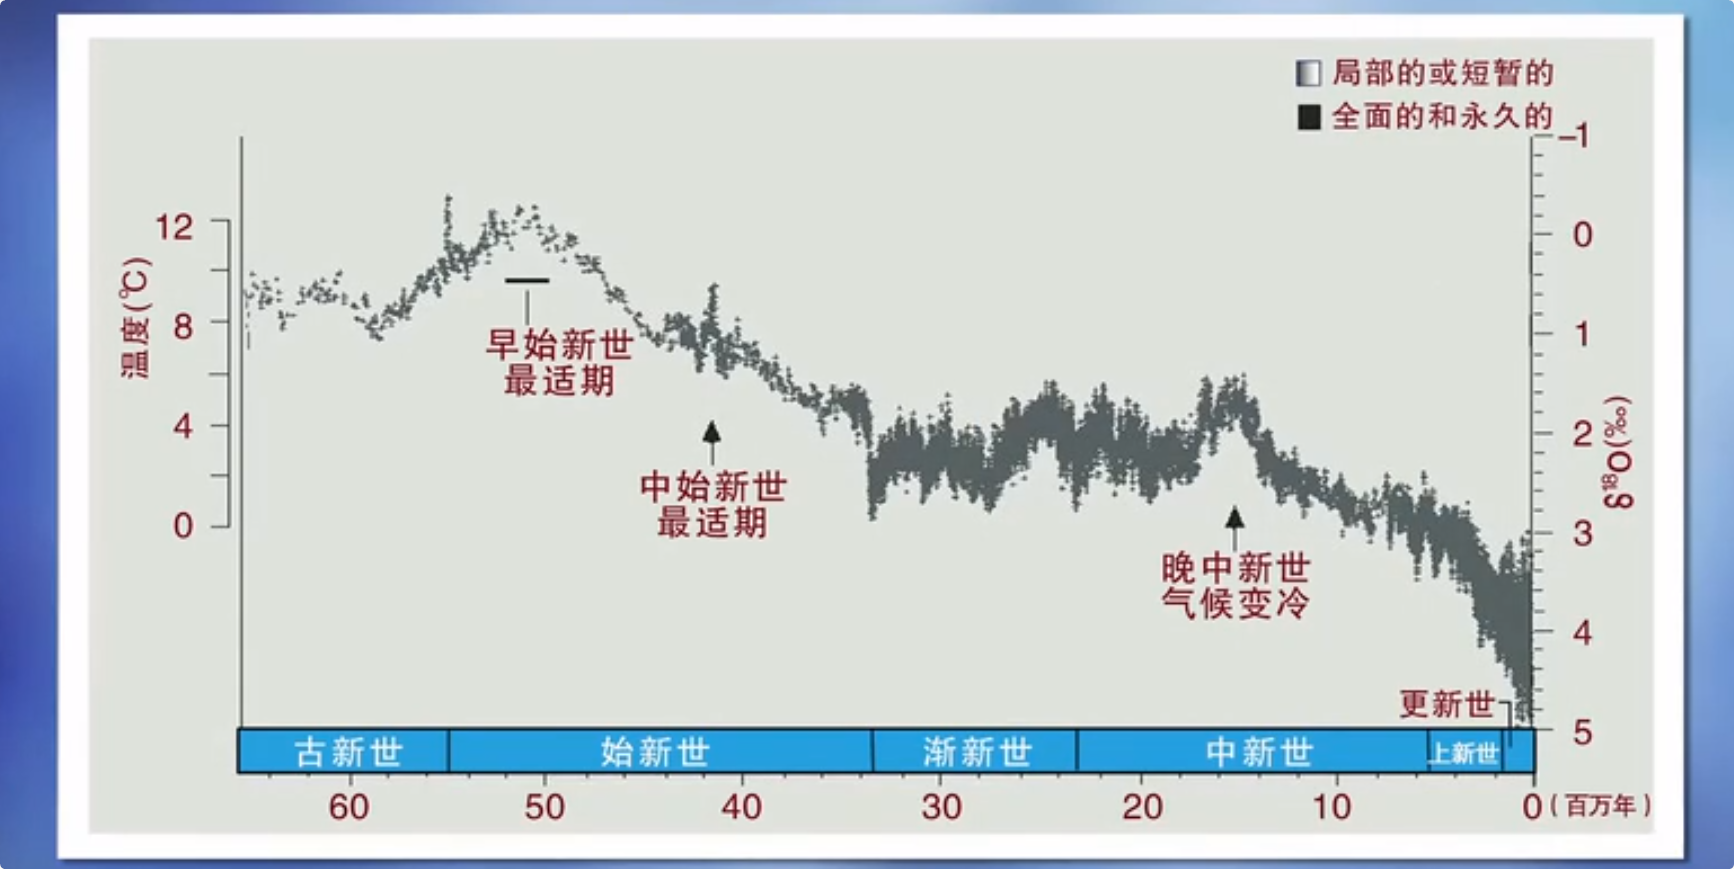 局部的或短暂的
全面的和永久的
温度(℃)
12
8
4
0
早始新世
最适期
中始新世
最适期
晚中新世
气候变冷
更新世
-1
0
1
2
3
4
5
δ¹⁸O(‰)
古新世
始新世
渐新世
中新世
上新世
60
50
40
30
20
10
0(百万年)